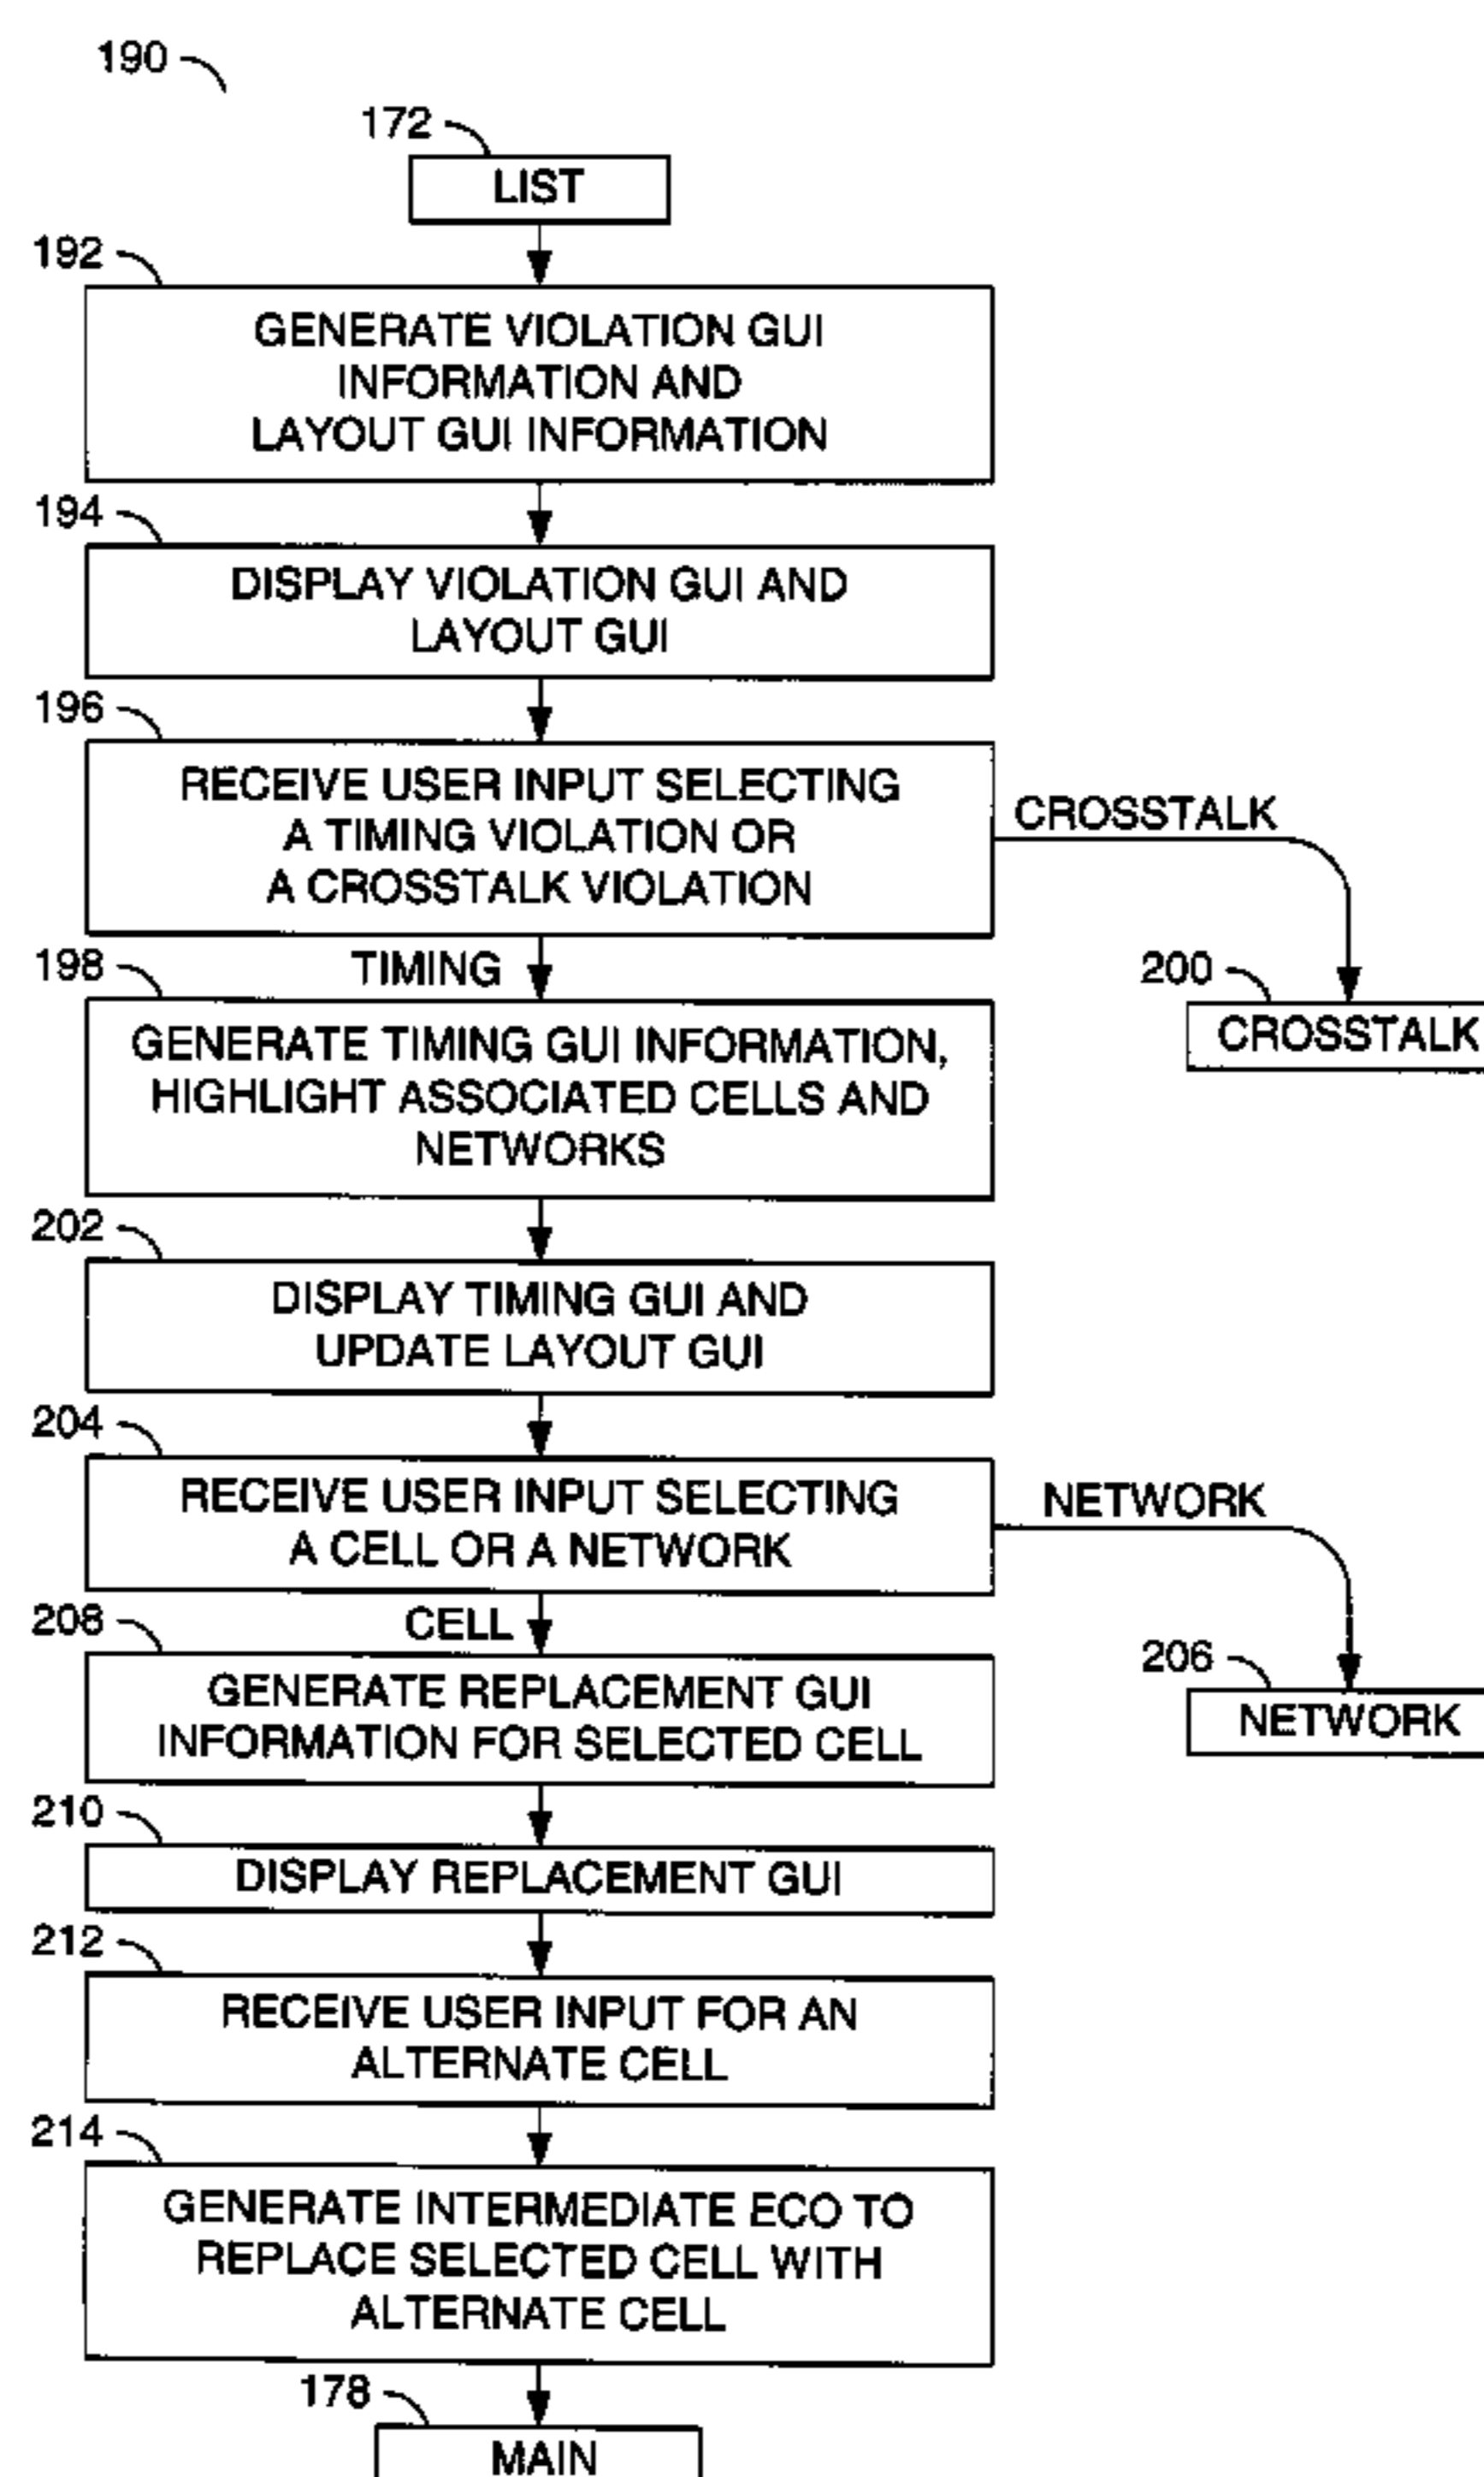 190
172
LIST
192
GENERATE VIOLATION GUI
INFORMATION AND
LAYOUT GUI INFORMATION
194
DISPLAY VIOLATION GUI AND
LAYOUT GUI
196
RECEIVE USER INPUT SELECTING
A TIMING VIOLATION OR
A CROSSTALK VIOLATION
CROSSTALK
200
CROSSTALK
TIMING
198
GENERATE TIMING GUI INFORMATION,
HIGHLIGHT ASSOCIATED CELLS AND
NETWORKS
202
DISPLAY TIMING GUI AND
UPDATE LAYOUT GUI
204
RECEIVE USER INPUT SELECTING
A CELL OR A NETWORK
NETWORK
206
NETWORK
CELL
208
GENERATE REPLACEMENT GUI
INFORMATION FOR SELECTED CELL
210
DISPLAY REPLACEMENT GUI
212
RECEIVE USER INPUT FOR AN
ALTERNATE CELL
214
GENERATE INTERMEDIATE ECO TO
REPLACE SELECTED CELL WITH
ALTERNATE CELL
178
MAIN